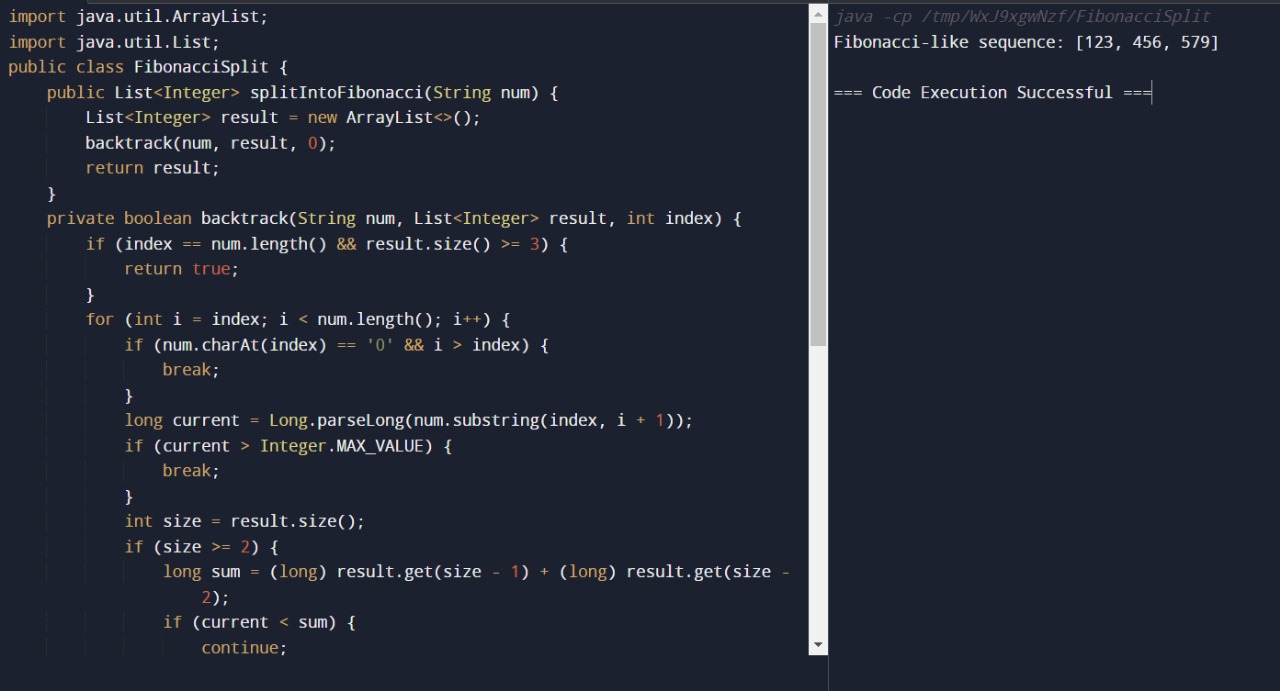 import java.util.ArrayList;
import java.util.List;
public class FibonacciSplit {
    public List<Integer> splitIntoFibonacci(String num) {
        List<Integer> result = new ArrayList<>();
        backtrack(num, result, 0);
        return result;
    }
    private boolean backtrack(String num, List<Integer> result, int index) {
        if (index == num.length() && result.size() >= 3) {
            return true;
        }
        for (int i = index; i < num.length(); i++) {
            if (num.charAt(index) == '0' && i > index) {
                break;
            }
            long current = Long.parseLong(num.substring(index, i + 1));
            if (current > Integer.MAX_VALUE) {
                break;
            }
            int size = result.size();
            if (size >= 2) {
                long sum = (long) result.get(size - 1) + (long) result.get(size -
                    2);
                if (current < sum) {
                    continue;
java -cp /tmp/WxJ9xgwNzf/FibonacciSplit
Fibonacci-like sequence: [123, 456, 579]
=== Code Execution Successful ===